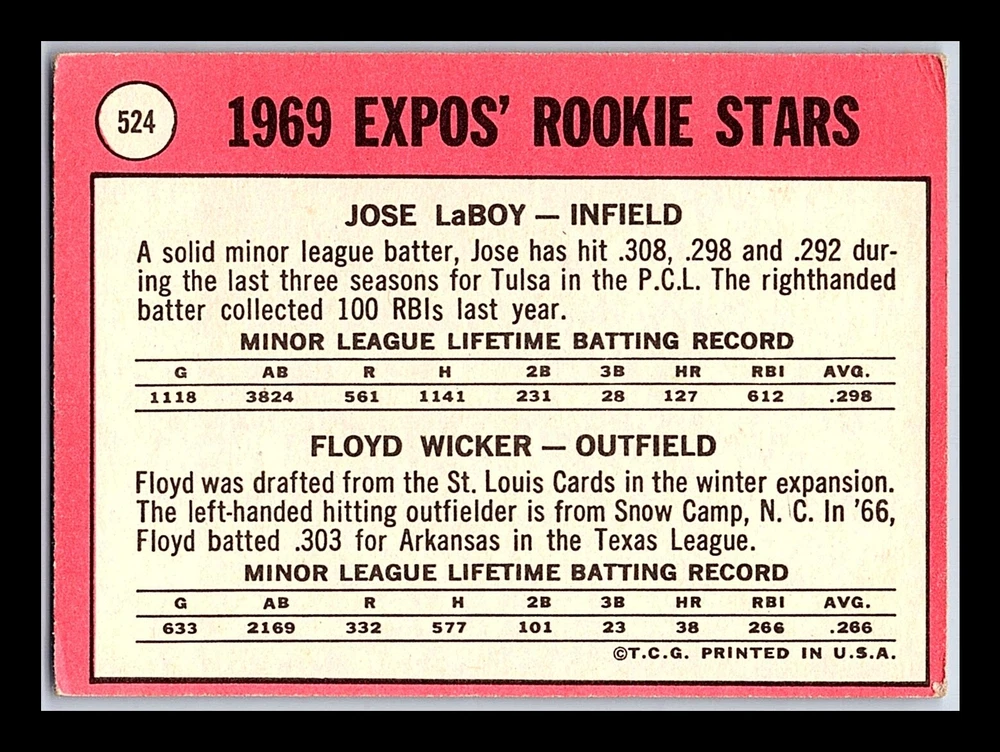 524
1969 EXPOS' ROOKIE STARS
JOSE LaBOY — INFIELD
A solid minor league batter, Jose has hit .308, .298 and .292 dur-
ing the last three seasons for Tulsa in the P.C.L. The righthanded
batter collected 100 RBIs last year.
MINOR LEAGUE LIFETIME BATTING RECORD
G AB R H 2B 3B HR RBI AVG.
1118 3824 561 1141 231 28 127 612 .298
FLOYD WICKER — OUTFIELD
Floyd was drafted from the St. Louis Cards in the winter expansion.
The left-handed hitting outfielder is from Snow Camp, N. C. In '66,
Floyd batted .303 for Arkansas in the Texas League.
MINOR LEAGUE LIFETIME BATTING RECORD
G AB R H 2B 3B HR RBI AVG.
633 2169 332 577 101 23 38 266 .266
©T.C.G. PRINTED IN U.S.A.